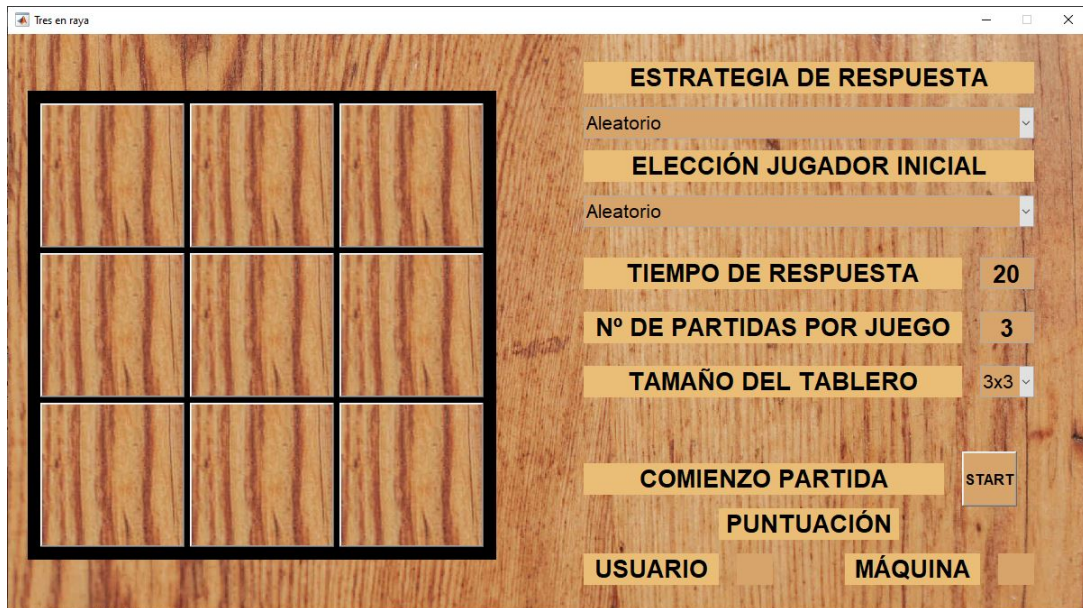 Tres en raya
ESTRATEGIA DE RESPUESTA
Aleatorio
ELECCIÓN JUGADOR INICIAL
Aleatorio
TIEMPO DE RESPUESTA 20
Nº DE PARTIDAS POR JUEGO 3
TAMAÑO DEL TABLERO 3x3
COMIENZO PARTIDA START
PUNTUACIÓN
USUARIO MÁQUINA